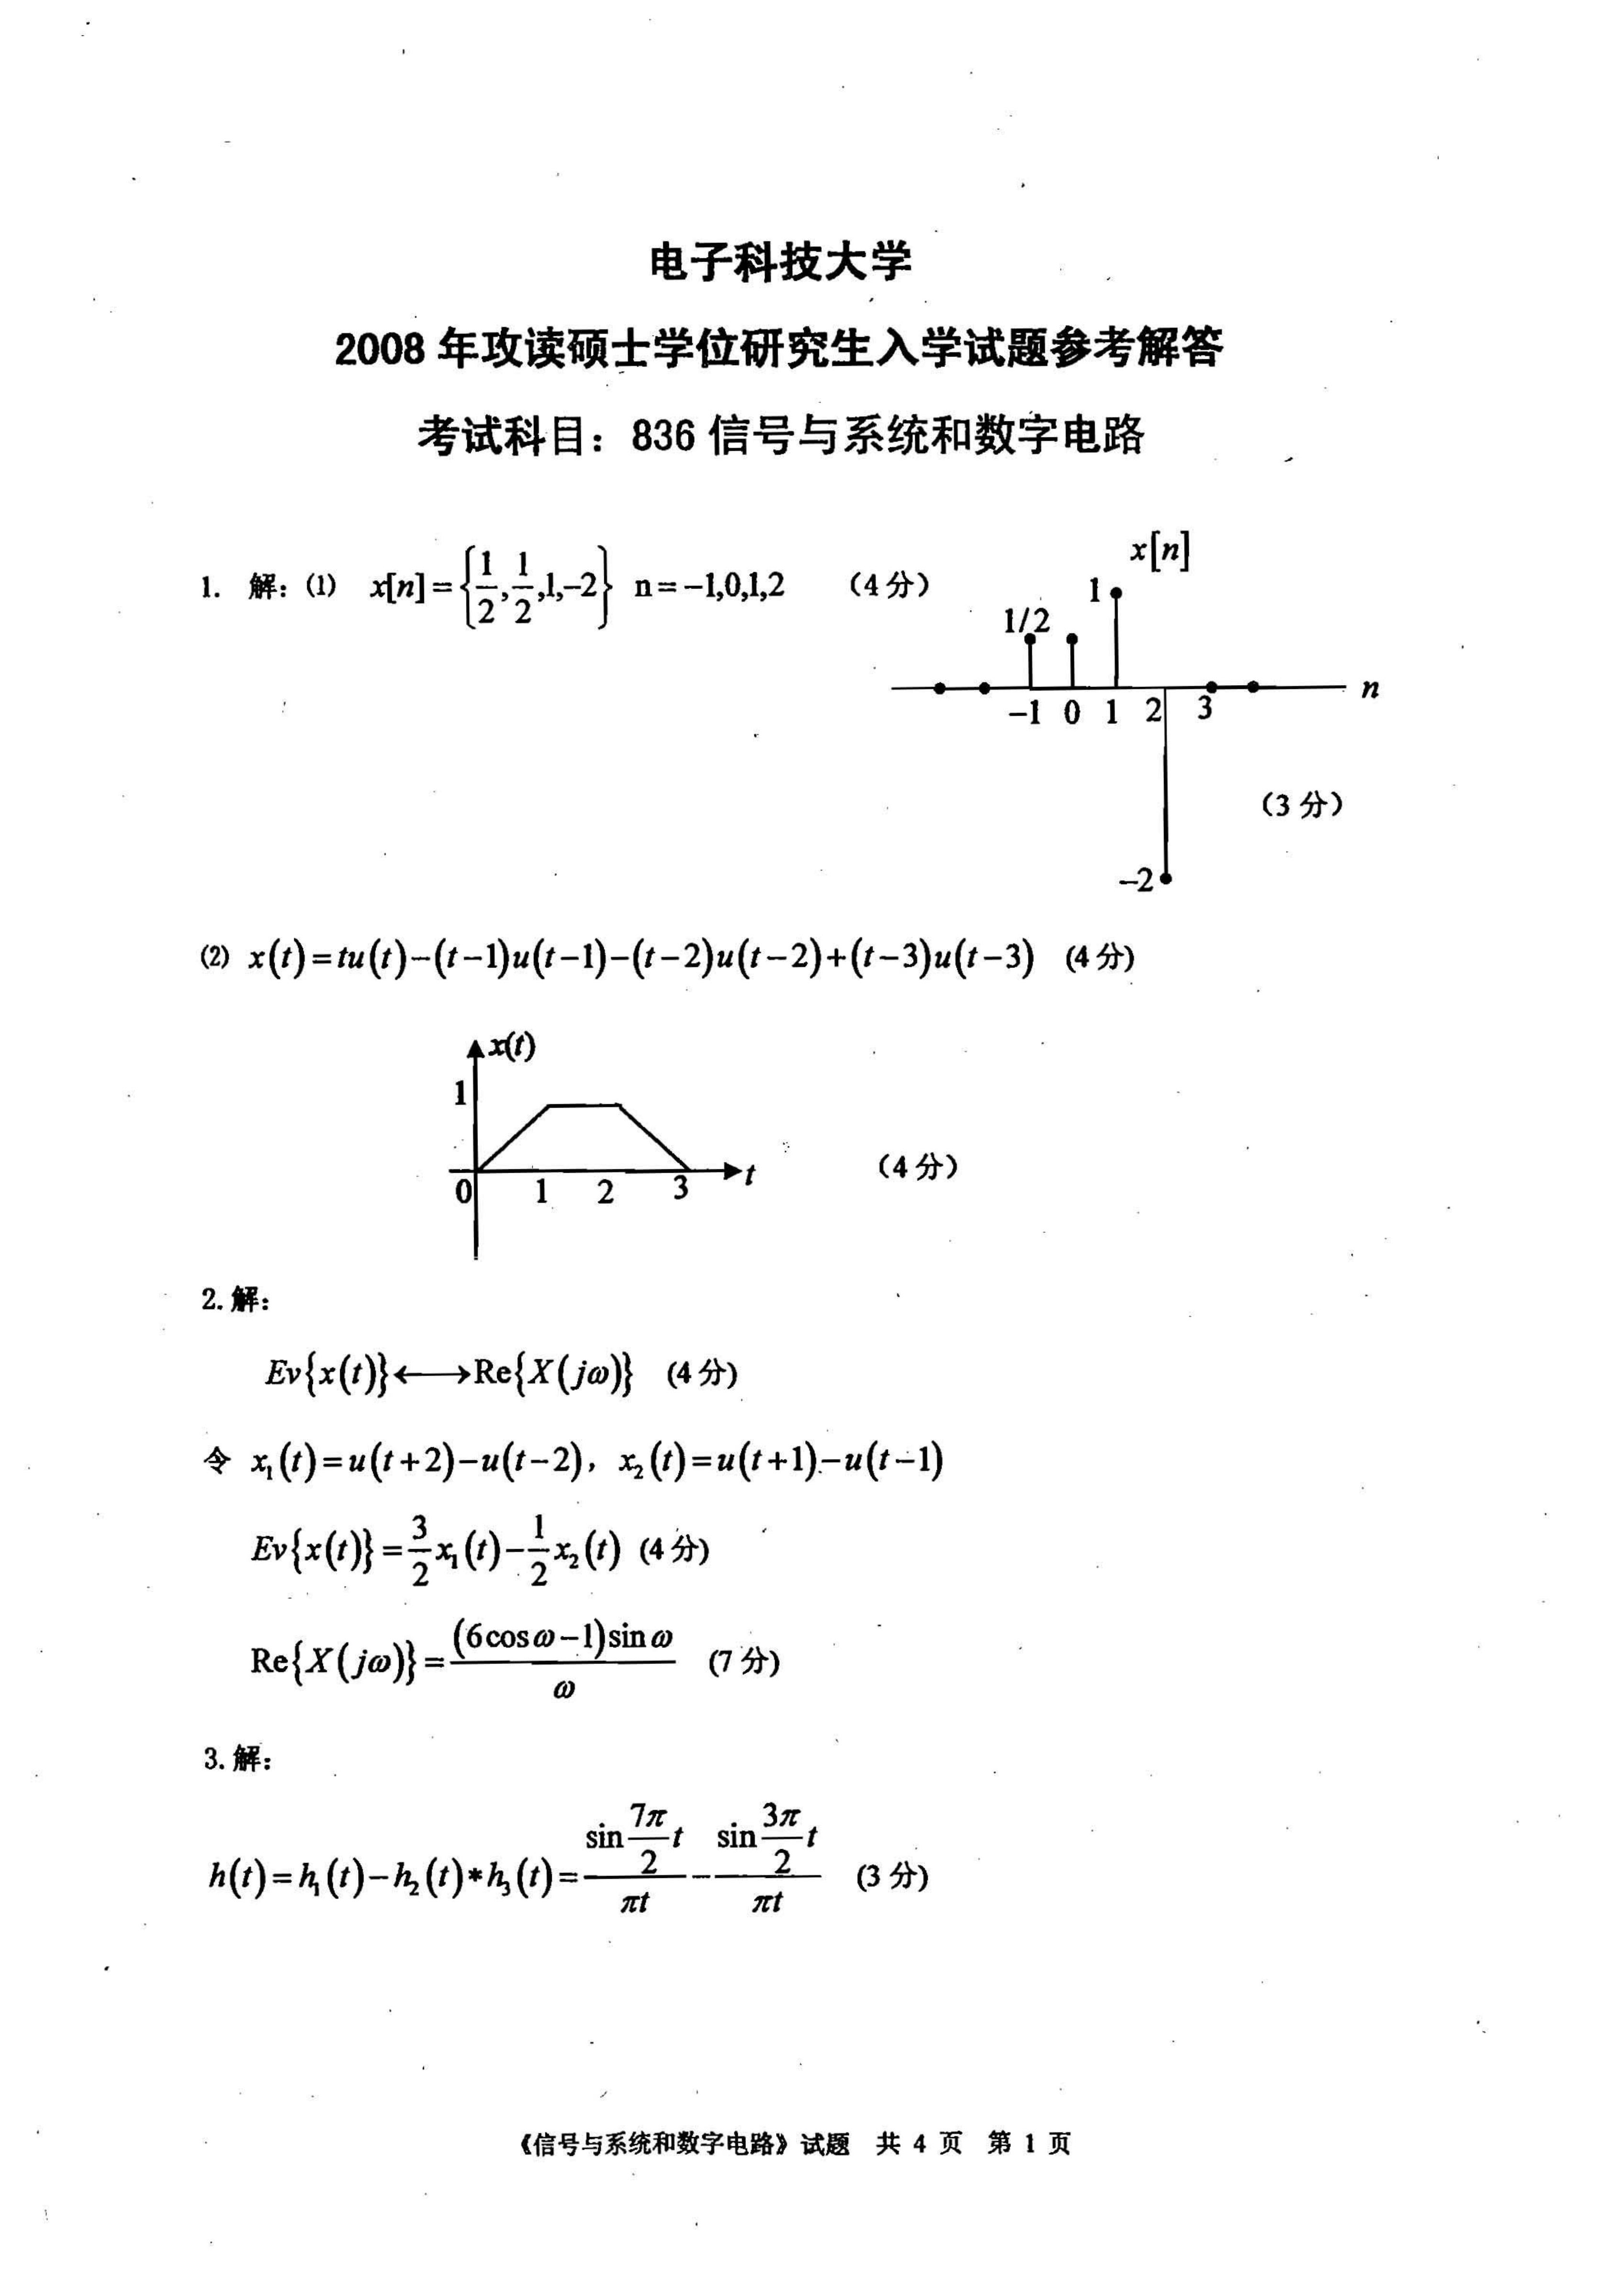 电子科技大学
2008 年攻读硕士学位研究生入学试题参考解答
考试科目：836 信号与系统和数字电路
1. 解：(1) x[n]={1/2,1/2,1,-2} n=-1,0,1,2 （4 分）
x[n]
1
1/2
n
-1 0 1 2 3
（3 分）
-2
(2) x(t)=tu(t)-(t-1)u(t-1)-(t-2)u(t-2)+(t-3)u(t-3) (4 分)
x(t)
1
t
0 1 2 3
（4 分）
2.解：
Ev{x(t)}⟷Re{X(jω)} (4 分)
令 x₁(t)=u(t+2)-u(t-2)，x₂(t)=u(t+1)-u(t-1)
Ev{x(t)}=3/2 x₁(t)-1/2 x₂(t) (4 分)
Re{X(jω)}=(6cosω-1)sinω/ω (7 分)
3.解：
h(t)=h₁(t)-h₂(t)*h₃(t)=sin 7π/2 t / πt - sin 3π/2 t / πt (3 分)
《信号与系统和数字电路》试题 共 4 页 第 1 页